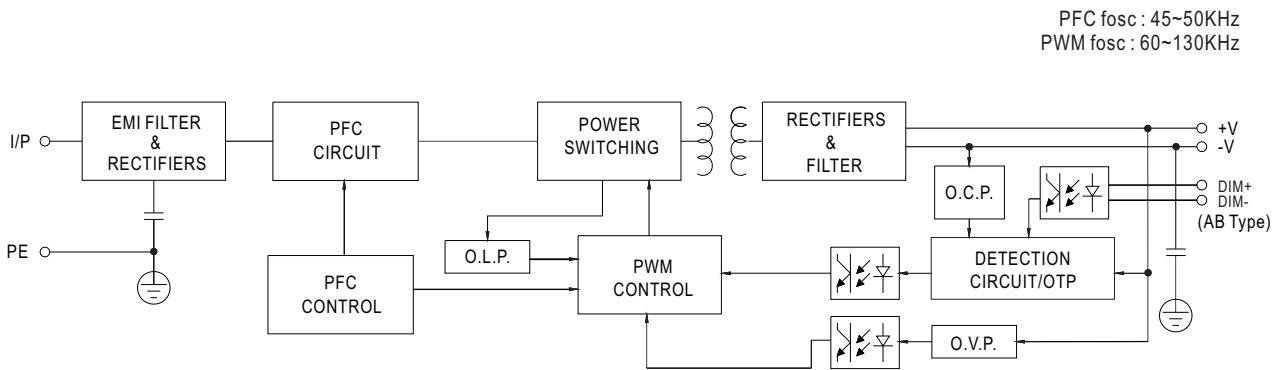 PFC fosc : 45~50KHz
PWM fosc : 60~130KHz
I/P
EMI FILTER
&
RECTIFIERS
PFC
CIRCUIT
POWER
SWITCHING
RECTIFIERS
&
FILTER
+V
-V
DIM+
DIM-
(AB Type)
O.C.P.
PE
O.L.P.
PFC
CONTROL
PWM
CONTROL
DETECTION
CIRCUIT/OTP
O.V.P.